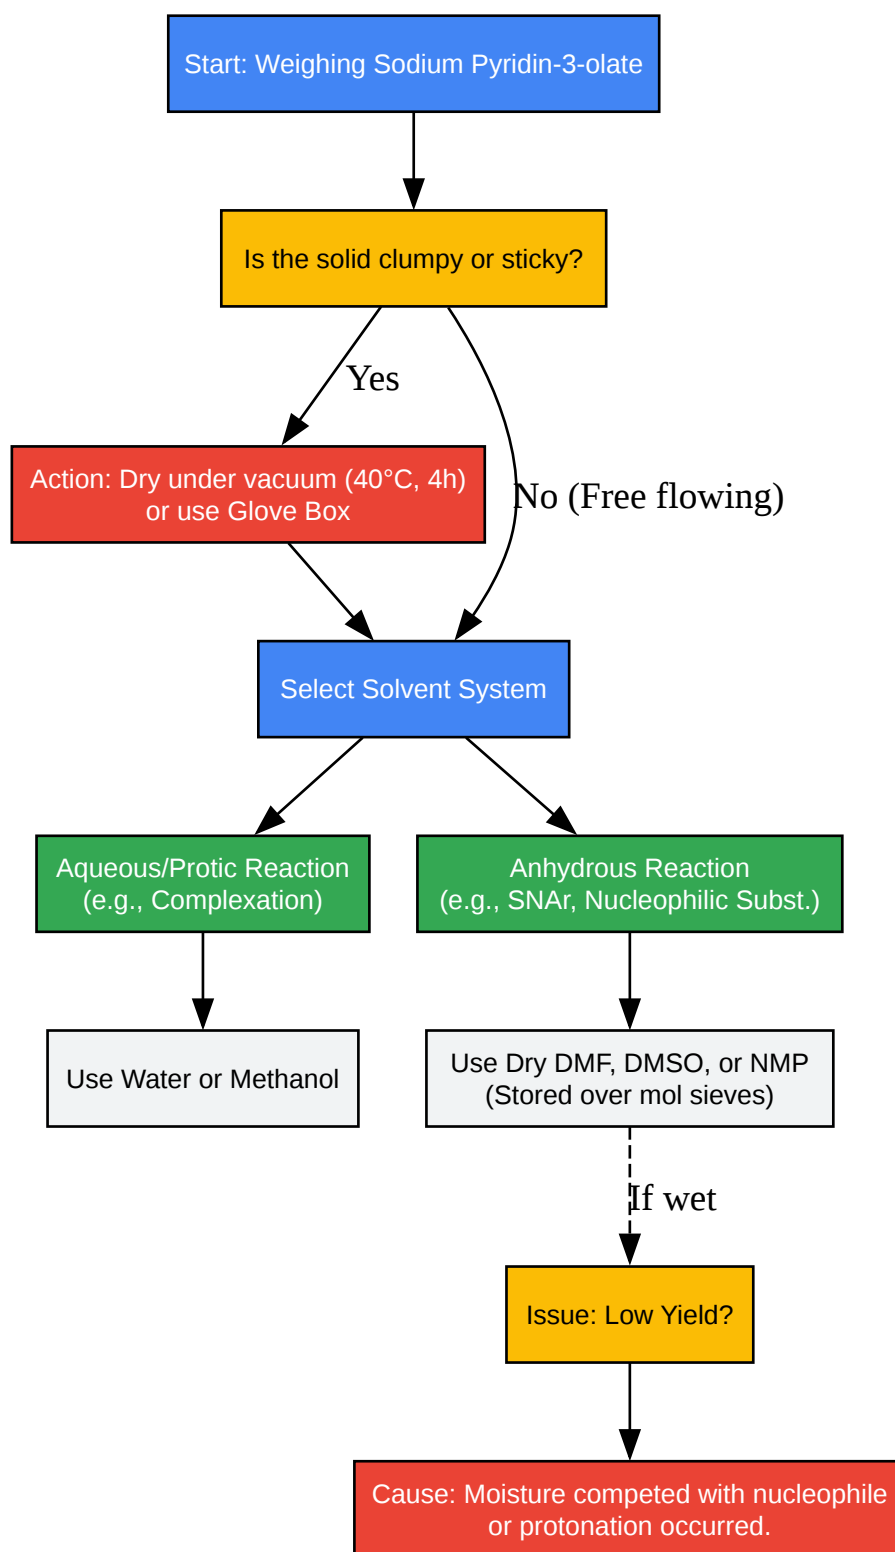 Start: Weighing Sodium Pyridin-3-olate
Is the solid clumpy or sticky?
Yes
Action: Dry under vacuum (40°C, 4h)
or use Glove Box
No (Free flowing)
Select Solvent System
Aqueous/Protic Reaction
(e.g., Complexation)
Anhydrous Reaction
(e.g., SNAr, Nucleophilic Subst.)
Use Water or Methanol
Use Dry DMF, DMSO, or NMP
(Stored over mol sieves)
If wet
Issue: Low Yield?
Cause: Moisture competed with nucleophile
or protonation occurred.